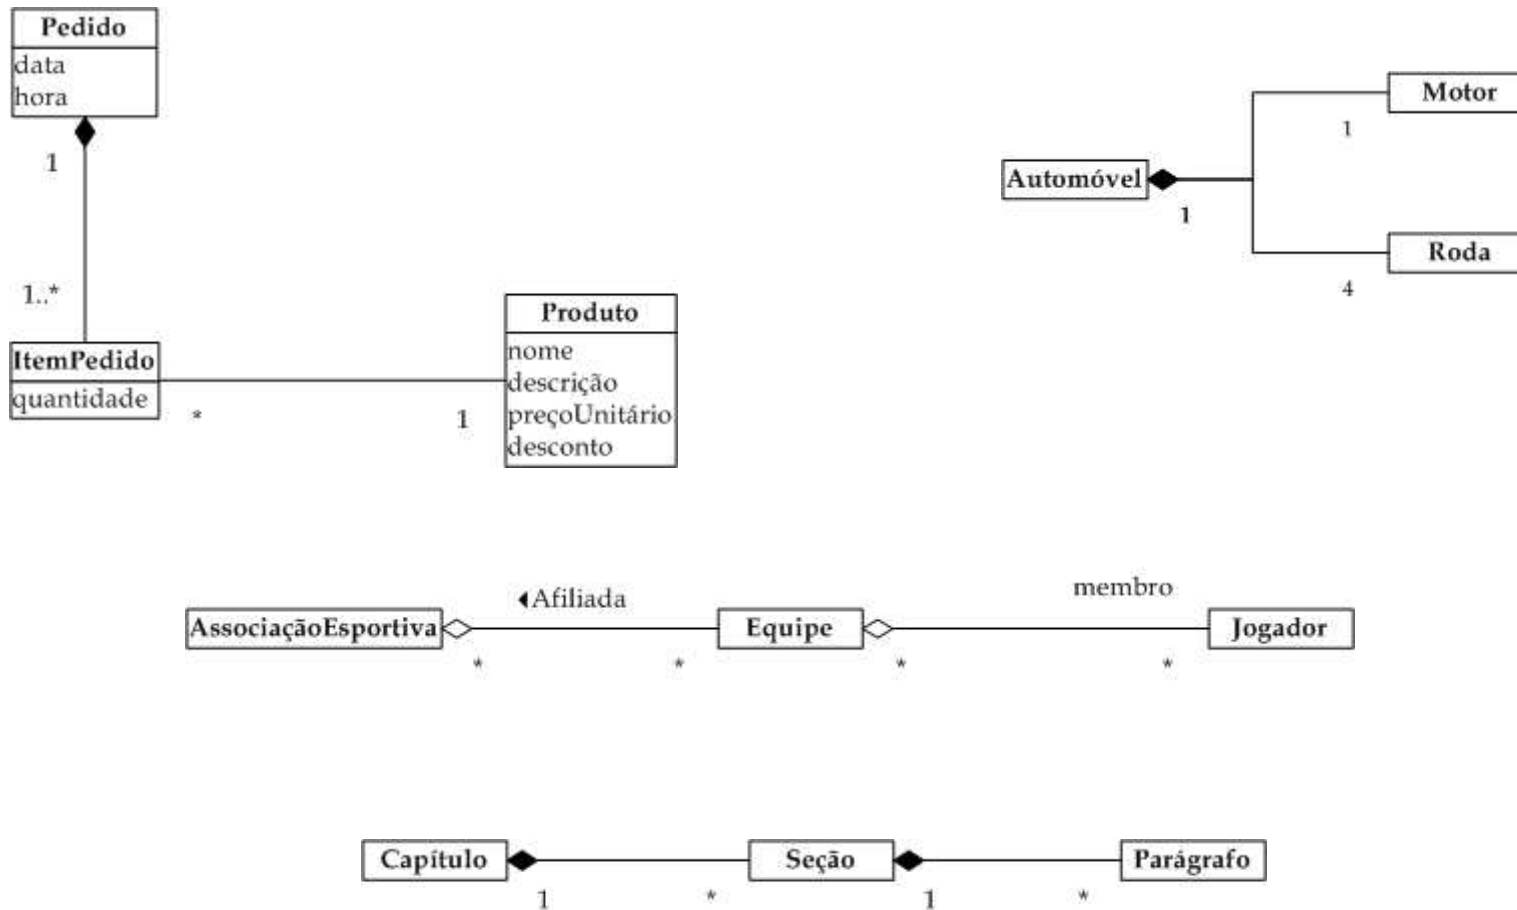 Pedido
data
hora
1
1..*
ItemPedido
quantidade
*
1
Produto
nome
descrição
preçoUnitário
desconto
Automóvel
1
Motor
1
Roda
4
AssociaçãoEsportiva
*
◀Afiliada
*
Equipe
*
membro
*
Jogador
Capítulo
1
*
Seção
1
*
Parágrafo